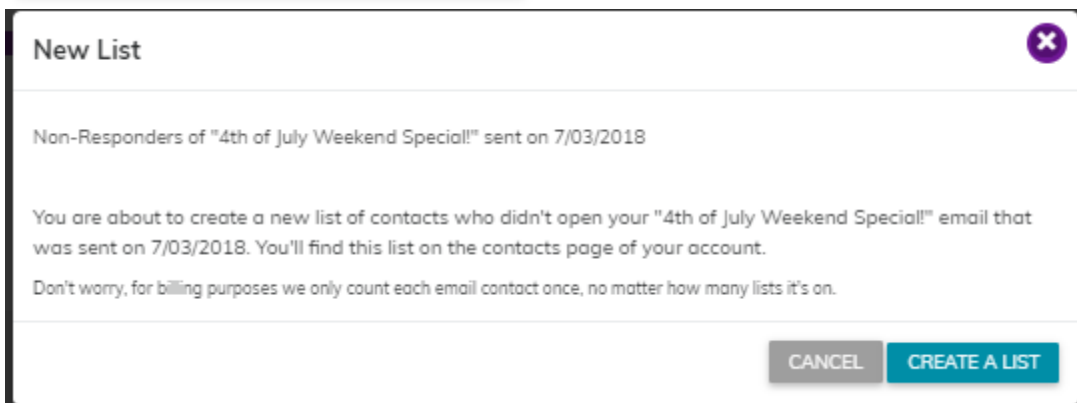 New List
Non-Responders of "4th of July Weekend Special!" sent on 7/03/2018
You are about to create a new list of contacts who didn't open your "4th of July Weekend Special!" email that
was sent on 7/03/2018. You'll find this list on the contacts page of your account.
Don't worry, for billing purposes we only count each email contact once, no matter how many lists it's on.
CANCEL CREATE A LIST